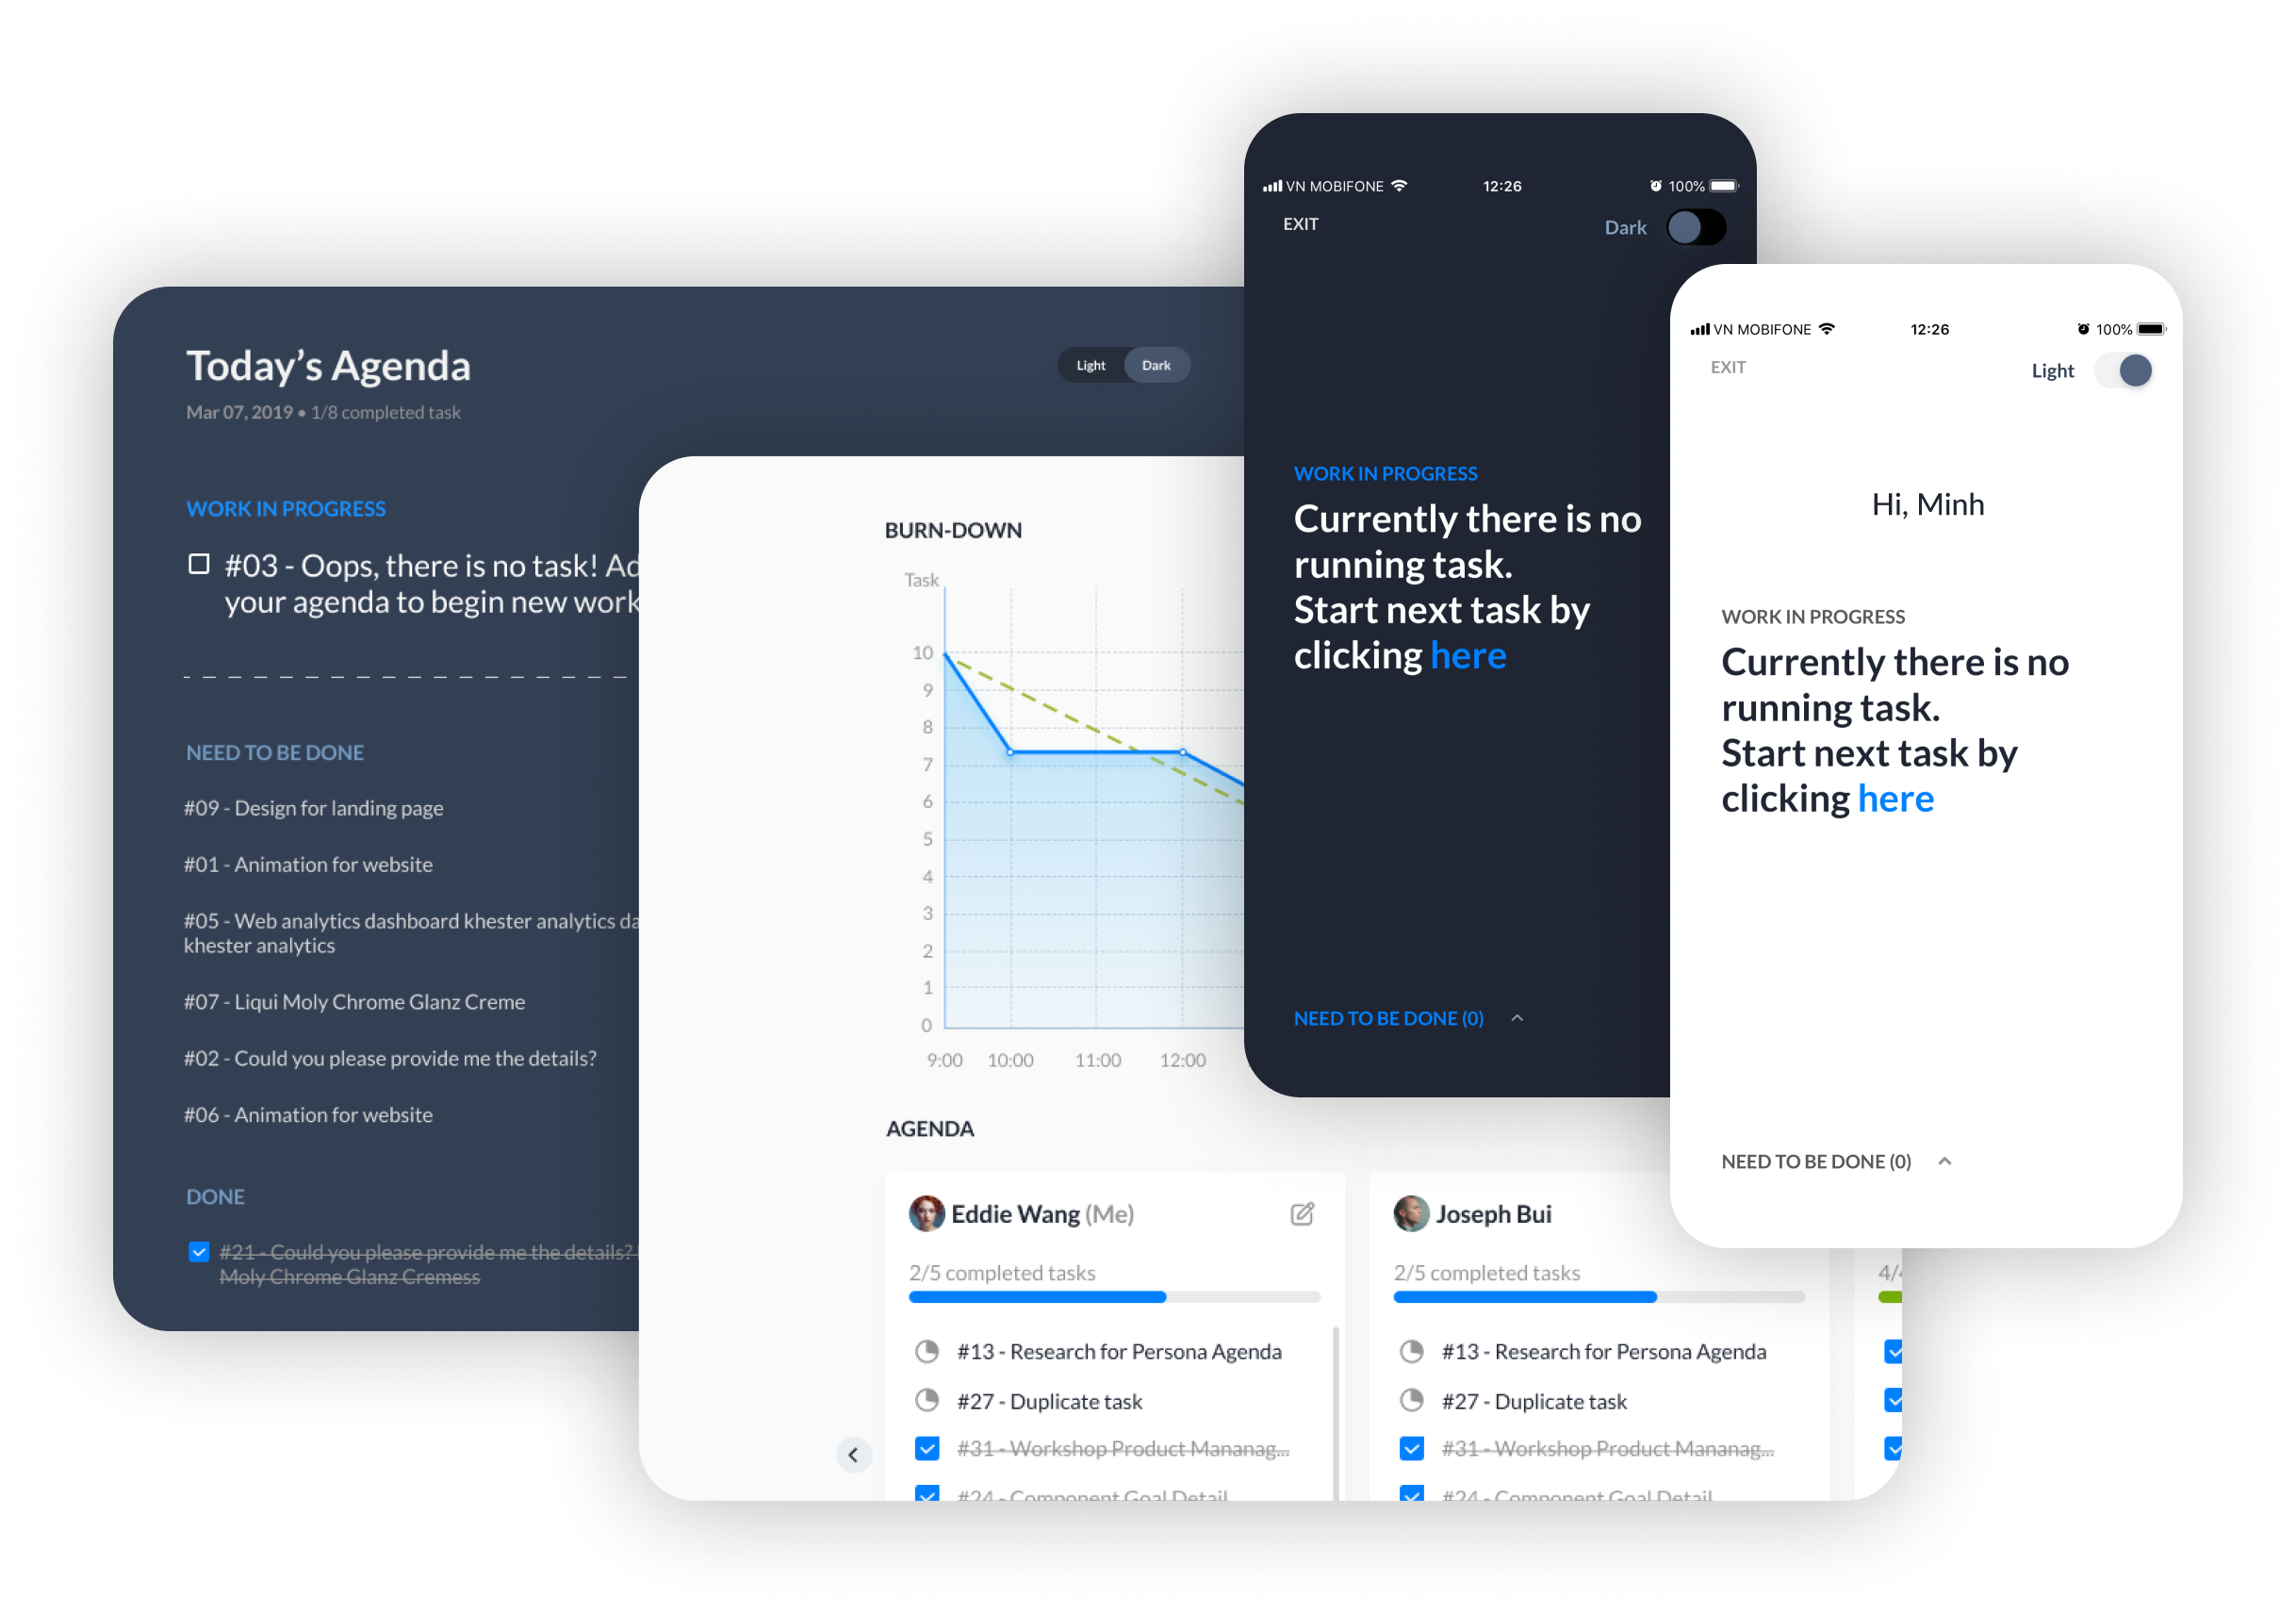 Today's Agenda
Light Dark
Mar 07, 2019 • 1/8 completed task
WORK IN PROGRESS
#03 - Oops, there is no task! Ad
your agenda to begin new work
NEED TO BE DONE
#09 - Design for landing page
#01 - Animation for website
#05 - Web analytics dashboard khester analytics da
khester analytics
#07 - Liqui Moly Chrome Glanz Creme
#02 - Could you please provide me the details?
#06 - Animation for website
DONE
#21 - Could you please provide me the details?
Moly Chrome Glanz Cremess
BURN-DOWN
Task
10
9
8
7
6
5
4
3
2
1
0
9:00 10:00 11:00 12:00
AGENDA
Eddie Wang (Me)
2/5 completed tasks
#13 - Research for Persona Agenda
#27 - Duplicate task
#31 - Workshop Product Mananag...
#24 - Component Goal Detail
Joseph Bui
2/5 completed tasks
#13 - Research for Persona Agenda
#27 - Duplicate task
#31 - Workshop Product Mananag...
#24 - Component Goal Detail
VN MOBIFONE 12:26 100%
EXIT Dark
WORK IN PROGRESS
Currently there is no
running task.
Start next task by
clicking here
NEED TO BE DONE (0)
VN MOBIFONE 12:26 100%
EXIT Light
Hi, Minh
WORK IN PROGRESS
Currently there is no
running task.
Start next task by
clicking here
NEED TO BE DONE (0)